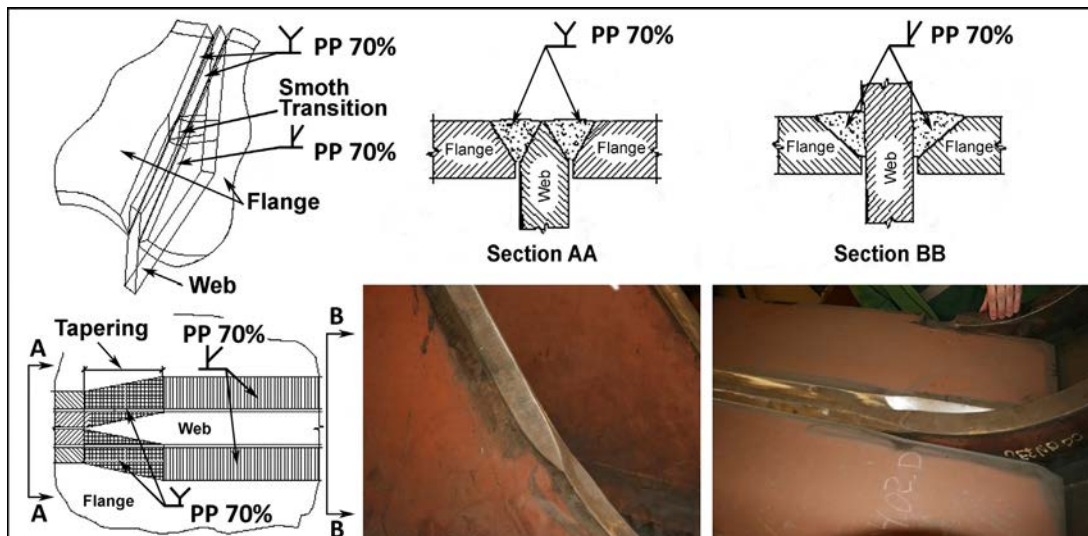 PP 70%
Smoth
Transition
PP 70%
Flange
Web
PP 70%
Flange
Flange
Web
Section AA
PP 70%
Flange
Flange
Web
Section BB
Tapering
PP 70%
A
B
Web
A
Flange
PP 70%
B